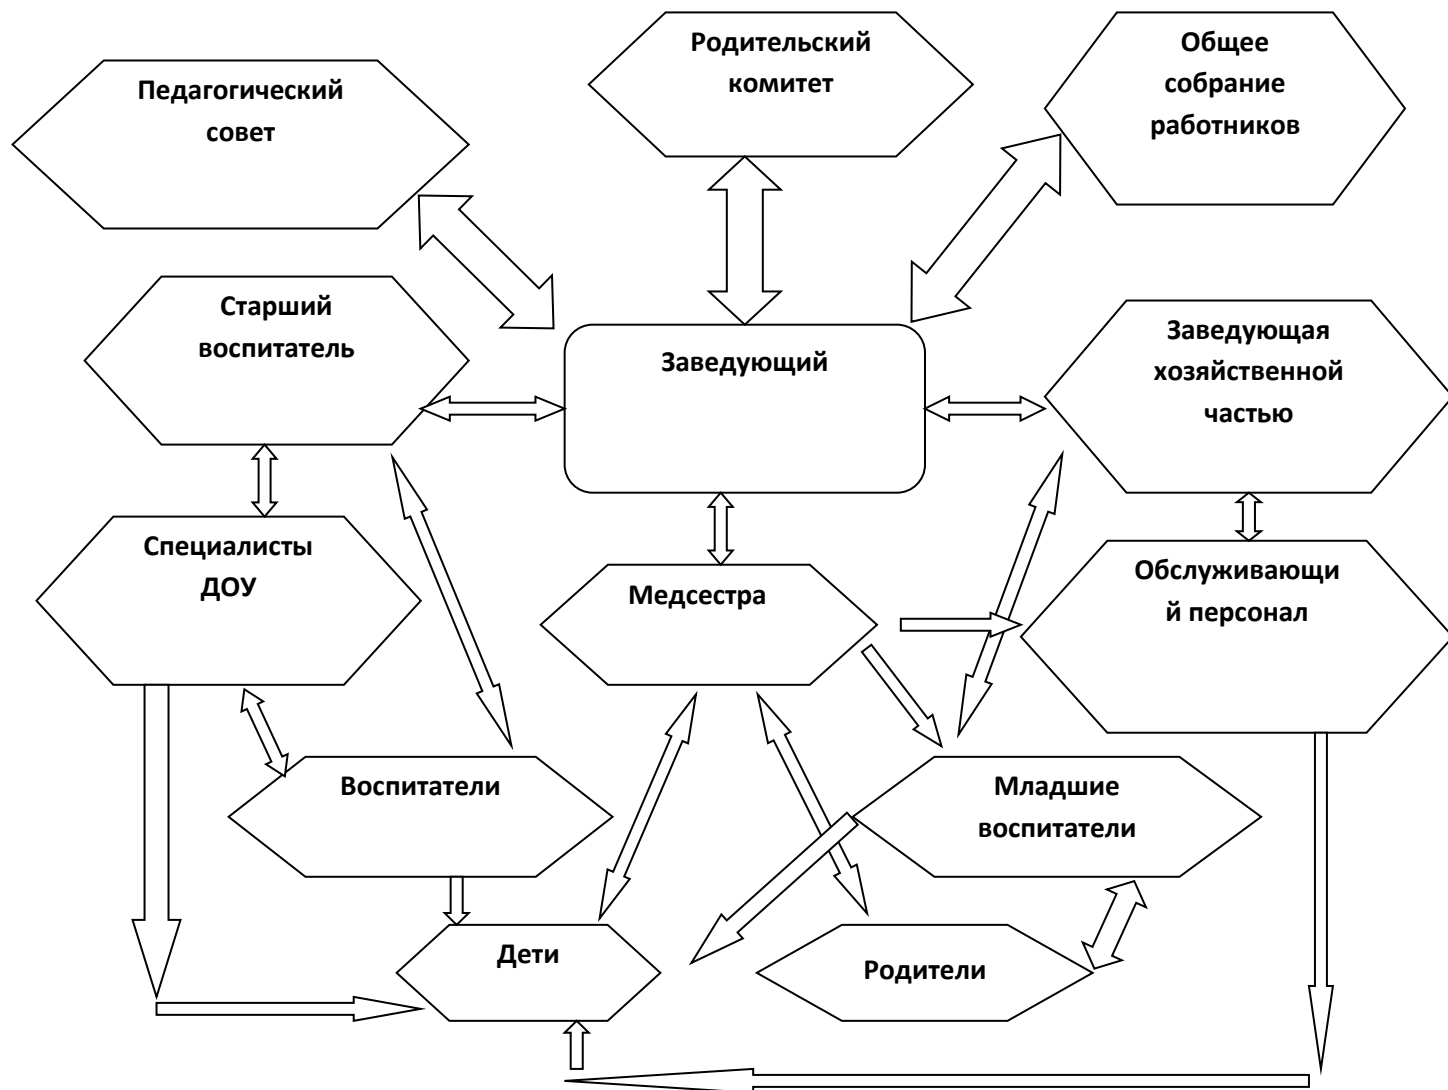 Педагогический
совет
Родительский
комитет
Общее
собрание
работников
Старший
воспитатель
Заведующий
Заведующая
хозяйственной
частью
Специалисты
ДОУ
Медсестра
Обслуживающи
й персонал
Воспитатели
Младшие
воспитатели
Дети
Родители